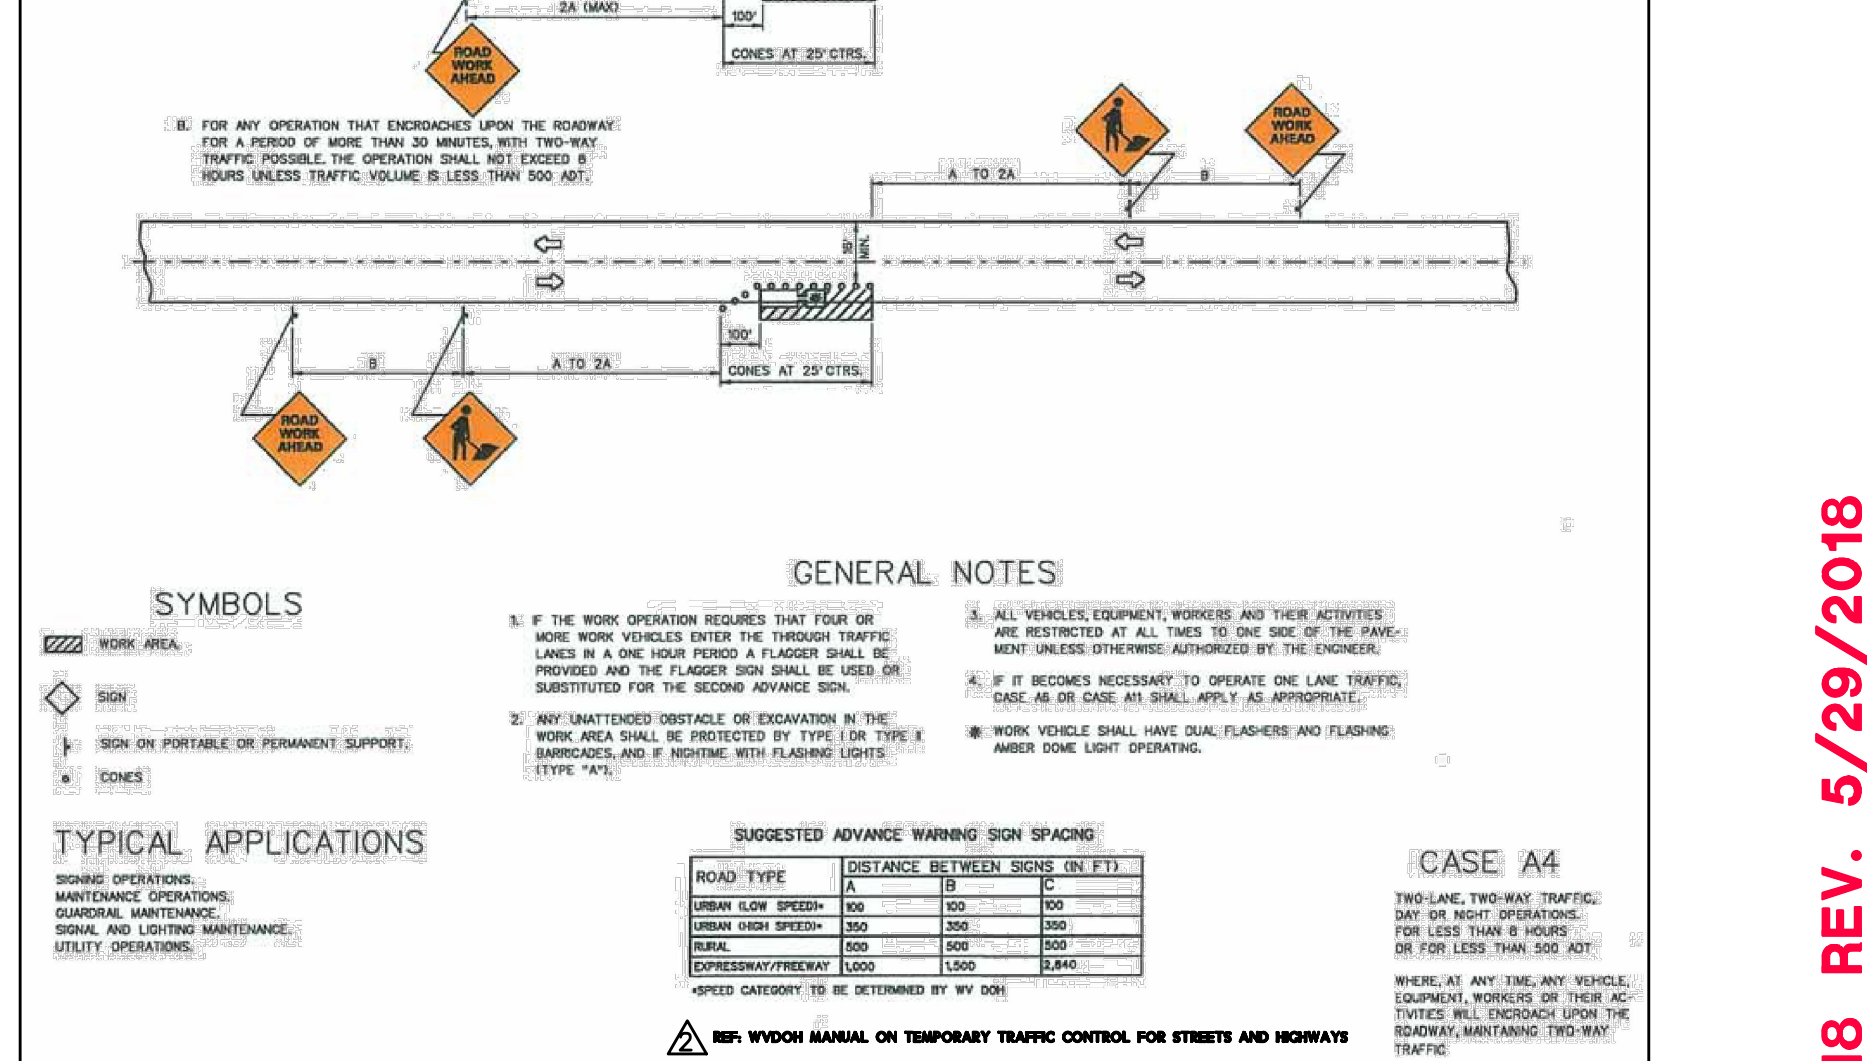 2A (MAX)
100'
CONES AT 25' CTRS.
ROAD
WORK
AHEAD
B. FOR ANY OPERATION THAT ENCROACHES UPON THE ROADWAY
FOR A PERIOD OF MORE THAN 30 MINUTES, WITH TWO-WAY
TRAFFIC POSSIBLE. THE OPERATION SHALL NOT EXCEED 8
HOURS UNLESS TRAFFIC VOLUME IS LESS THAN 500 ADT.
ROAD
WORK
AHEAD
A TO 2A
B
MIN.
100'
B
A TO 2A
CONES AT 25' CTRS.
ROAD
WORK
AHEAD
GENERAL NOTES
SYMBOLS
WORK AREA.
SIGN
SIGN ON PORTABLE OR PERMANENT SUPPORT.
CONES
1. IF THE WORK OPERATION REQUIRES THAT FOUR OR
MORE WORK VEHICLES ENTER THE THROUGH TRAFFIC
LANES IN A ONE HOUR PERIOD A FLAGGER SHALL BE
PROVIDED AND THE FLAGGER SIGN SHALL BE USED OR
SUBSTITUTED FOR THE SECOND ADVANCE SIGN.
2. ANY UNATTENDED OBSTACLE OR EXCAVATION IN THE
WORK AREA SHALL BE PROTECTED BY TYPE I OR TYPE II
BARRICADES, AND IF NIGHTIME WITH FLASHING LIGHTS
(TYPE "A").
3. ALL VEHICLES, EQUIPMENT, WORKERS AND THEIR ACTIVITIES
ARE RESTRICTED AT ALL TIMES TO ONE SIDE OF THE PAVE-
MENT UNLESS OTHERWISE AUTHORIZED BY THE ENGINEER.
4. IF IT BECOMES NECESSARY TO OPERATE ONE LANE TRAFFIC,
CASE A6 OR CASE A11 SHALL APPLY AS APPROPRIATE.
* WORK VEHICLE SHALL HAVE DUAL FLASHERS AND FLASHING
AMBER DOME LIGHT OPERATING.
TYPICAL APPLICATIONS
SIGNING OPERATIONS.
MAINTENANCE OPERATIONS.
GUARDRAIL MAINTENANCE.
SIGNAL AND LIGHTING MAINTENANCE.
UTILITY OPERATIONS.
SUGGESTED ADVANCE WARNING SIGN SPACING
ROAD TYPE DISTANCE BETWEEN SIGNS (IN FT)
A B C
URBAN (LOW SPEED)* 100 100 100
URBAN (HIGH SPEED)* 350 350 350
RURAL 500 500 500
EXPRESSWAY/FREEWAY 1,000 1,500 2,640
*SPEED CATEGORY TO BE DETERMINED BY WV DOH
2 REF: WVDOH MANUAL ON TEMPORARY TRAFFIC CONTROL FOR STREETS AND HIGHWAYS
CASE A4
TWO-LANE, TWO-WAY TRAFFIC,
DAY OR NIGHT OPERATIONS.
FOR LESS THAN 8 HOURS
OR FOR LESS THAN 500 ADT
WHERE, AT ANY TIME, ANY VEHICLE,
EQUIPMENT, WORKERS OR THEIR AC-
TIVITIES WILL ENCROACH UPON THE
ROADWAY, MAINTAINING TWO-WAY
TRAFFIC
18 REV. 5/29/2018